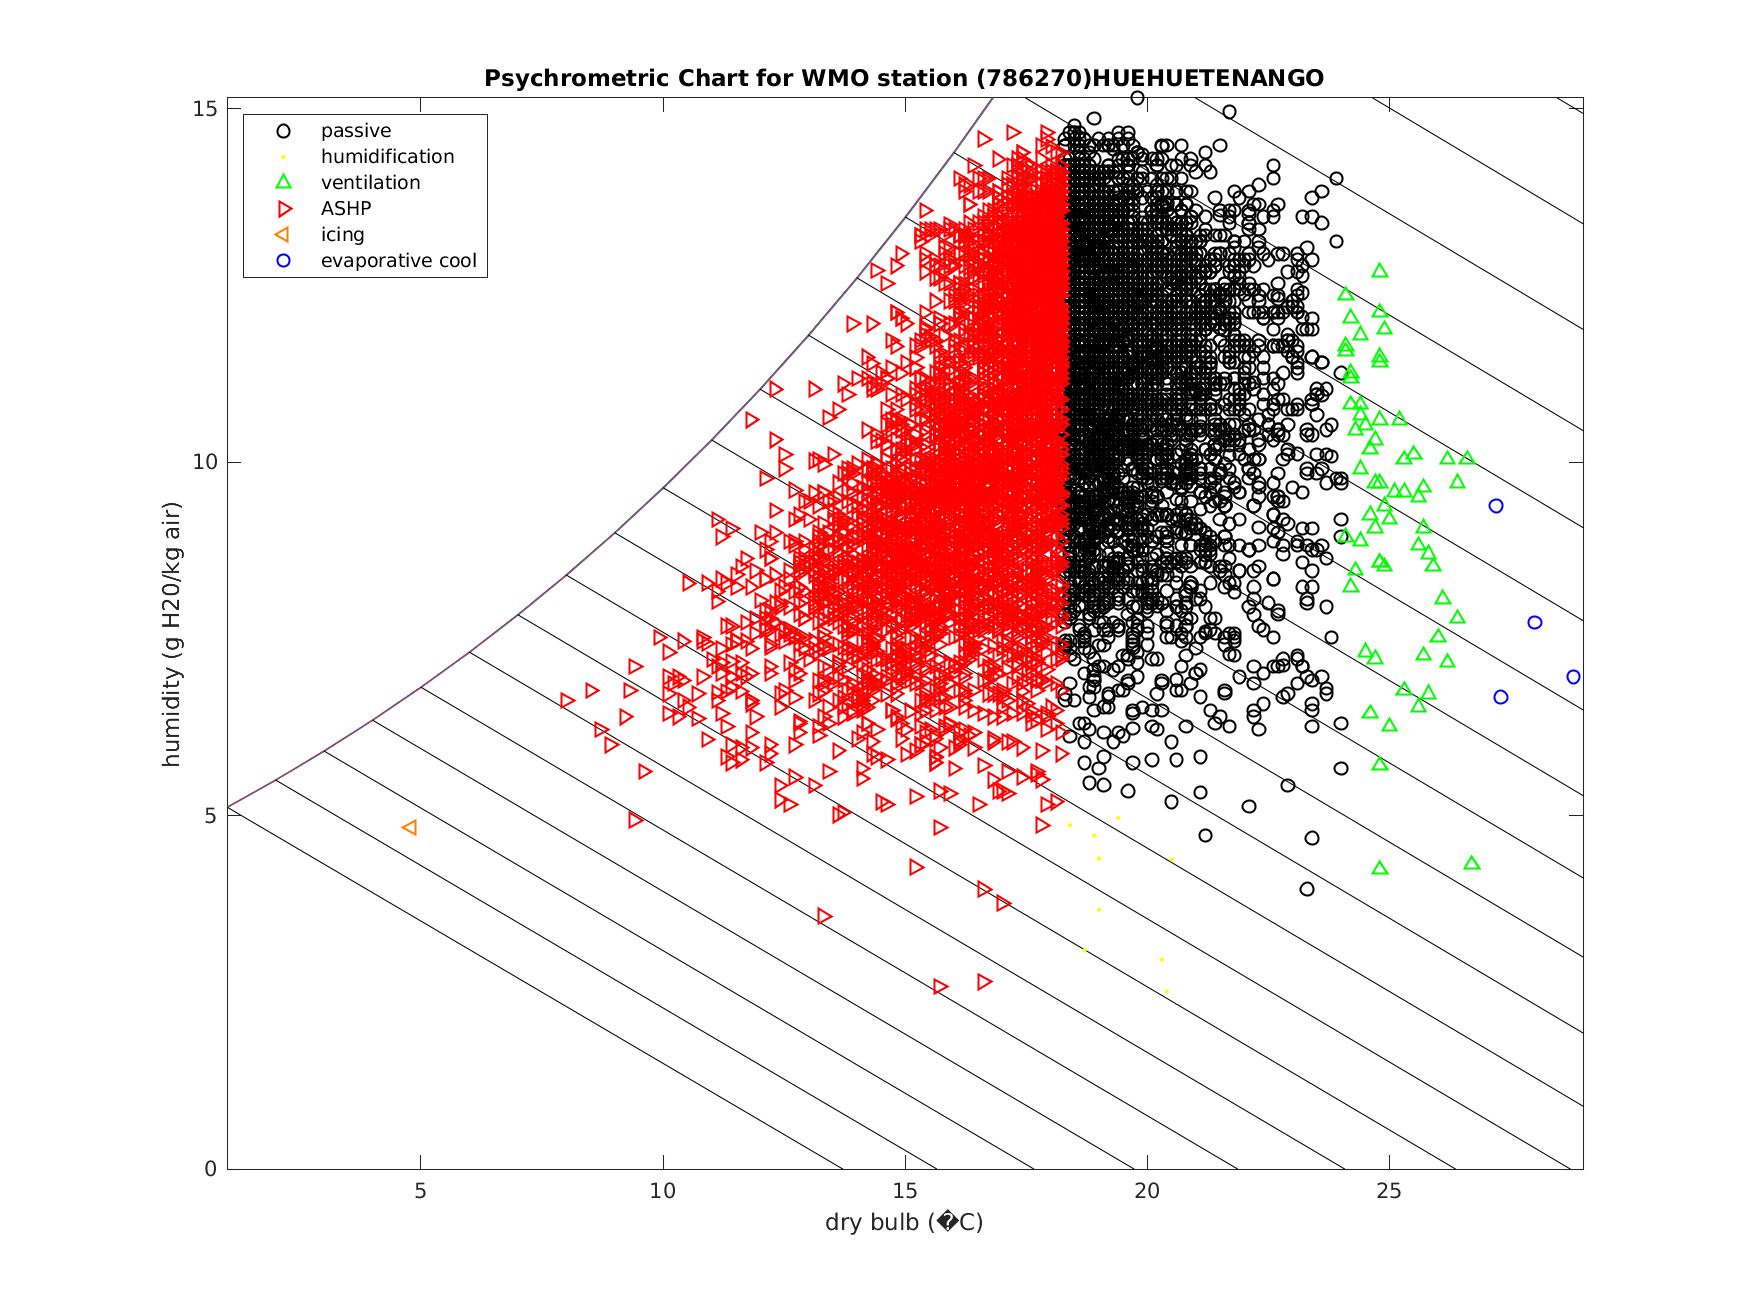 Psychrometric Chart for WMO station (786270)HUEHUETENANGO
15
passive
humidification
ventilation
ASHP
icing
evaporative cool
10
humidity (g H20/kg air)
5
0
5
10
15
20
25
dry bulb (�C)